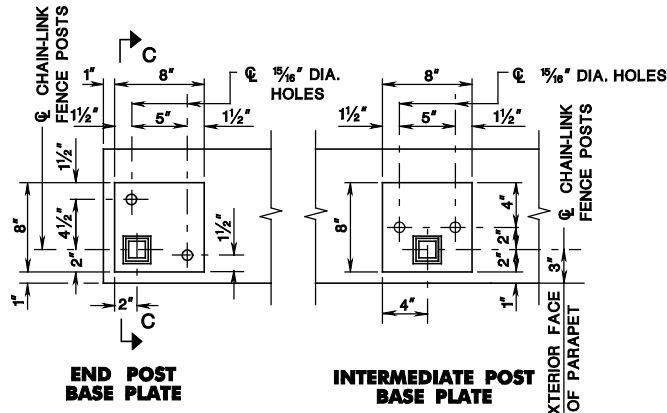 C
℄ CHAIN-LINK
FENCE POSTS
1"
8"
℄ 15/16" DIA.
HOLES
1½"
5"
1½"
1½"
8"
4½"
2"
1½"
1"
2"
C
END POST
BASE PLATE
8"
℄ 15/16" DIA. HOLES
1½"
5"
1½"
℄ CHAIN-LINK
FENCE POSTS
8"
4"
2"
2"
3"
4"
1"
EXTERIOR FACE
OF PARAPET
INTERMEDIATE POST
BASE PLATE